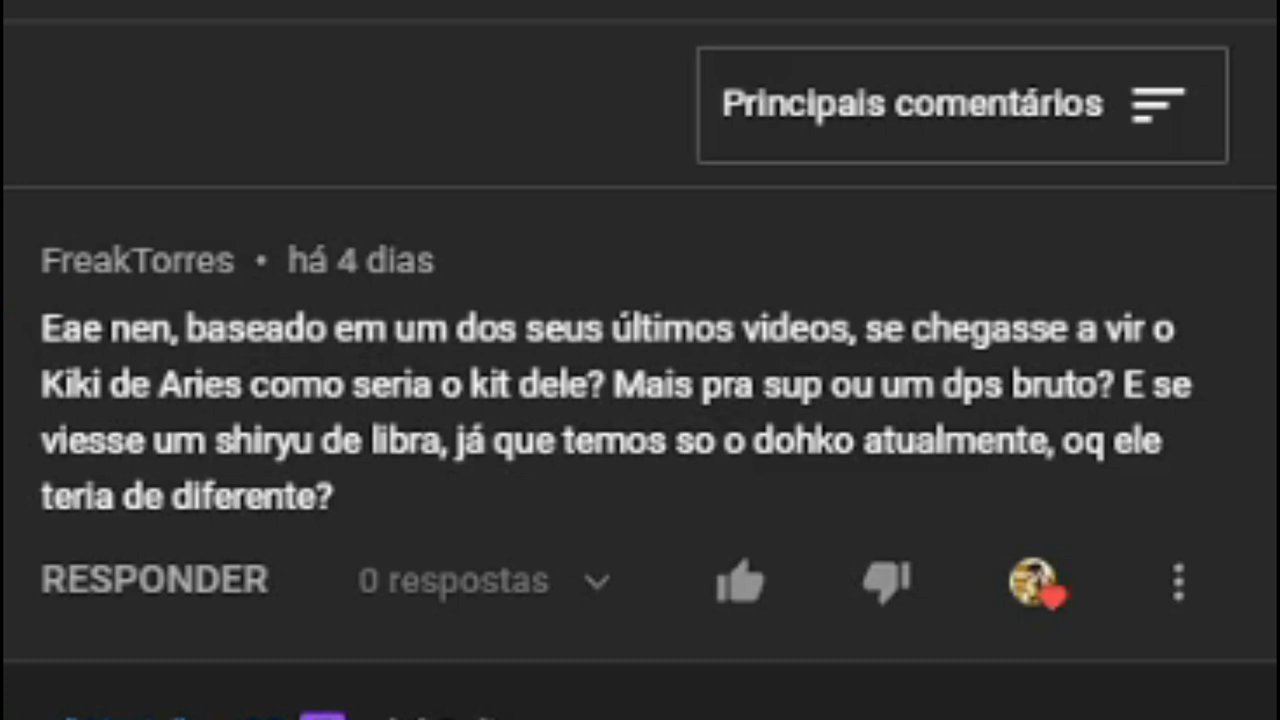 Principais comentários
FreakTorres • há 4 dias
Eae nen, baseado em um dos seus últimos videos, se chegasse a vir o
Kiki de Aries como seria o kit dele? Mais pra sup ou um dps bruto? E se
viesse um shiryu de libra, já que temos so o dohko atualmente, oq ele
teria de diferente?
RESPONDER 0 respostas